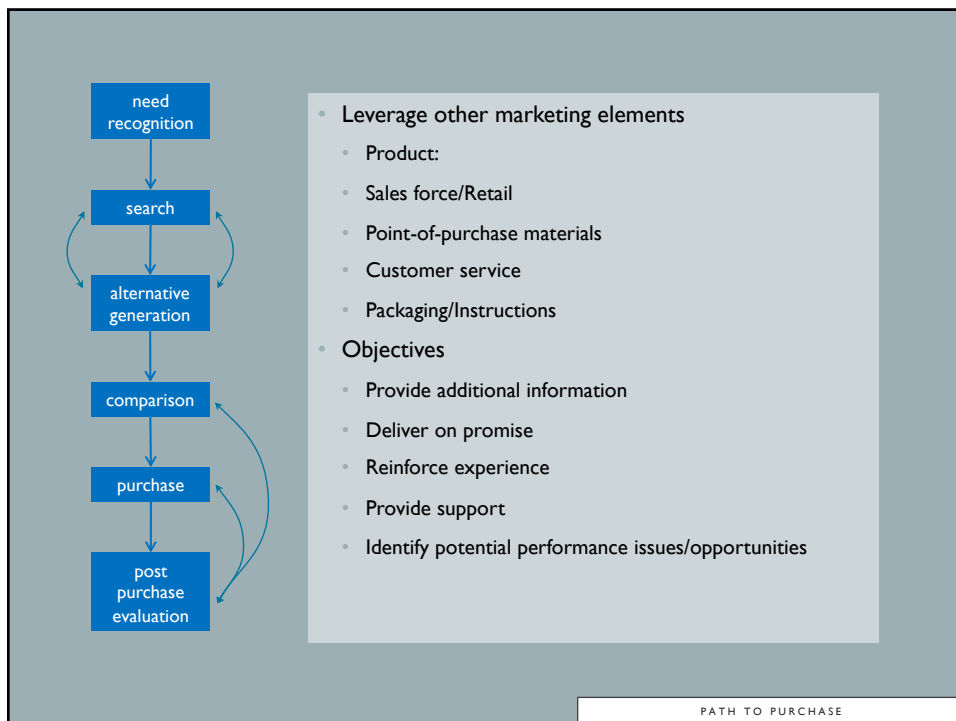 need
recognition
search
alternative
generation
comparison
purchase
post
purchase
evaluation
• Leverage other marketing elements
• Product:
• Sales force/Retail
• Point-of-purchase materials
• Customer service
• Packaging/Instructions
• Objectives
• Provide additional information
• Deliver on promise
• Reinforce experience
• Provide support
• Identify potential performance issues/opportunities
PATH TO PURCHASE